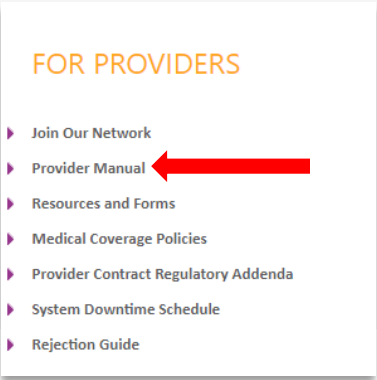 FOR PROVIDERS
Join Our Network
Provider Manual
Resources and Forms
Medical Coverage Policies
Provider Contract Regulatory Addenda
System Downtime Schedule
Rejection Guide